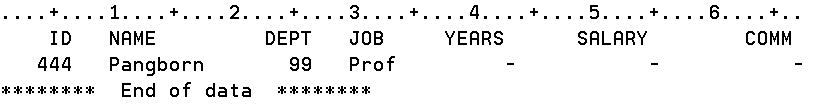 ....+....1....+....2....+....3....+....4....+....5....+....6....+..
ID NAME DEPT JOB YEARS SALARY COMM
444 Pangborn 99 Prof - - -
******** End of data ********